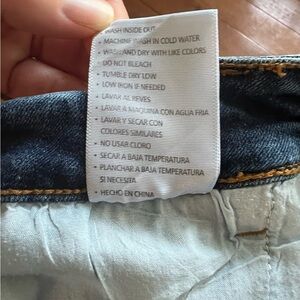 WASH INSIDE OUT
• MACHINE WASH IN COLD WATER
• WASH AND DRY WITH LIKE COLORS
• DO NOT BLEACH
• TUMBLE DRY LOW
• LOW IRON IF NEEDED
• LAVAR AL REVES
• LAVAR A MAQUINA CON AGUA FRIA
• LAVAR Y SECAR CON
COLORES SIMILARES
• NO USAR CLORO
• SECAR A BAJA TEMPERATURA
• PLANCHAR A BAJA TEMPERATURA
SI NECESITA
• HECHO EN CHINA